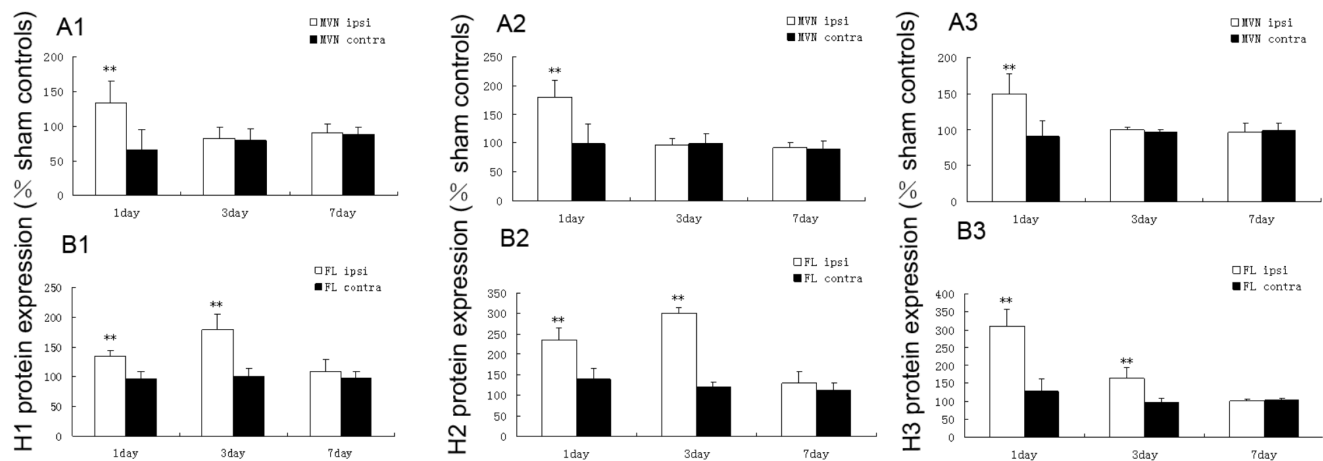 A1
MVN ipsi
MVN contra
**
200
150
100
50
0
1day 3day 7day
A2
MVN ipsi
MVN contra
**
250
200
150
100
50
0
1day 3day 7day
A3
MVN ipsi
MVN contra
**
200
150
100
50
0
1day 3day 7day
H1 protein expression (% sham controls)
B1
FL ipsi
FL contra
** **
250
200
150
100
50
0
1day 3day 7day
H2 protein expression (% sham controls)
B2
FL ipsi
FL contra
** **
350
300
250
200
150
100
50
0
1day 3day 7day
H3 protein expression (% sham controls)
B3
FL ipsi
FL contra
** **
400
350
300
250
200
150
100
50
0
1day 3day 7day